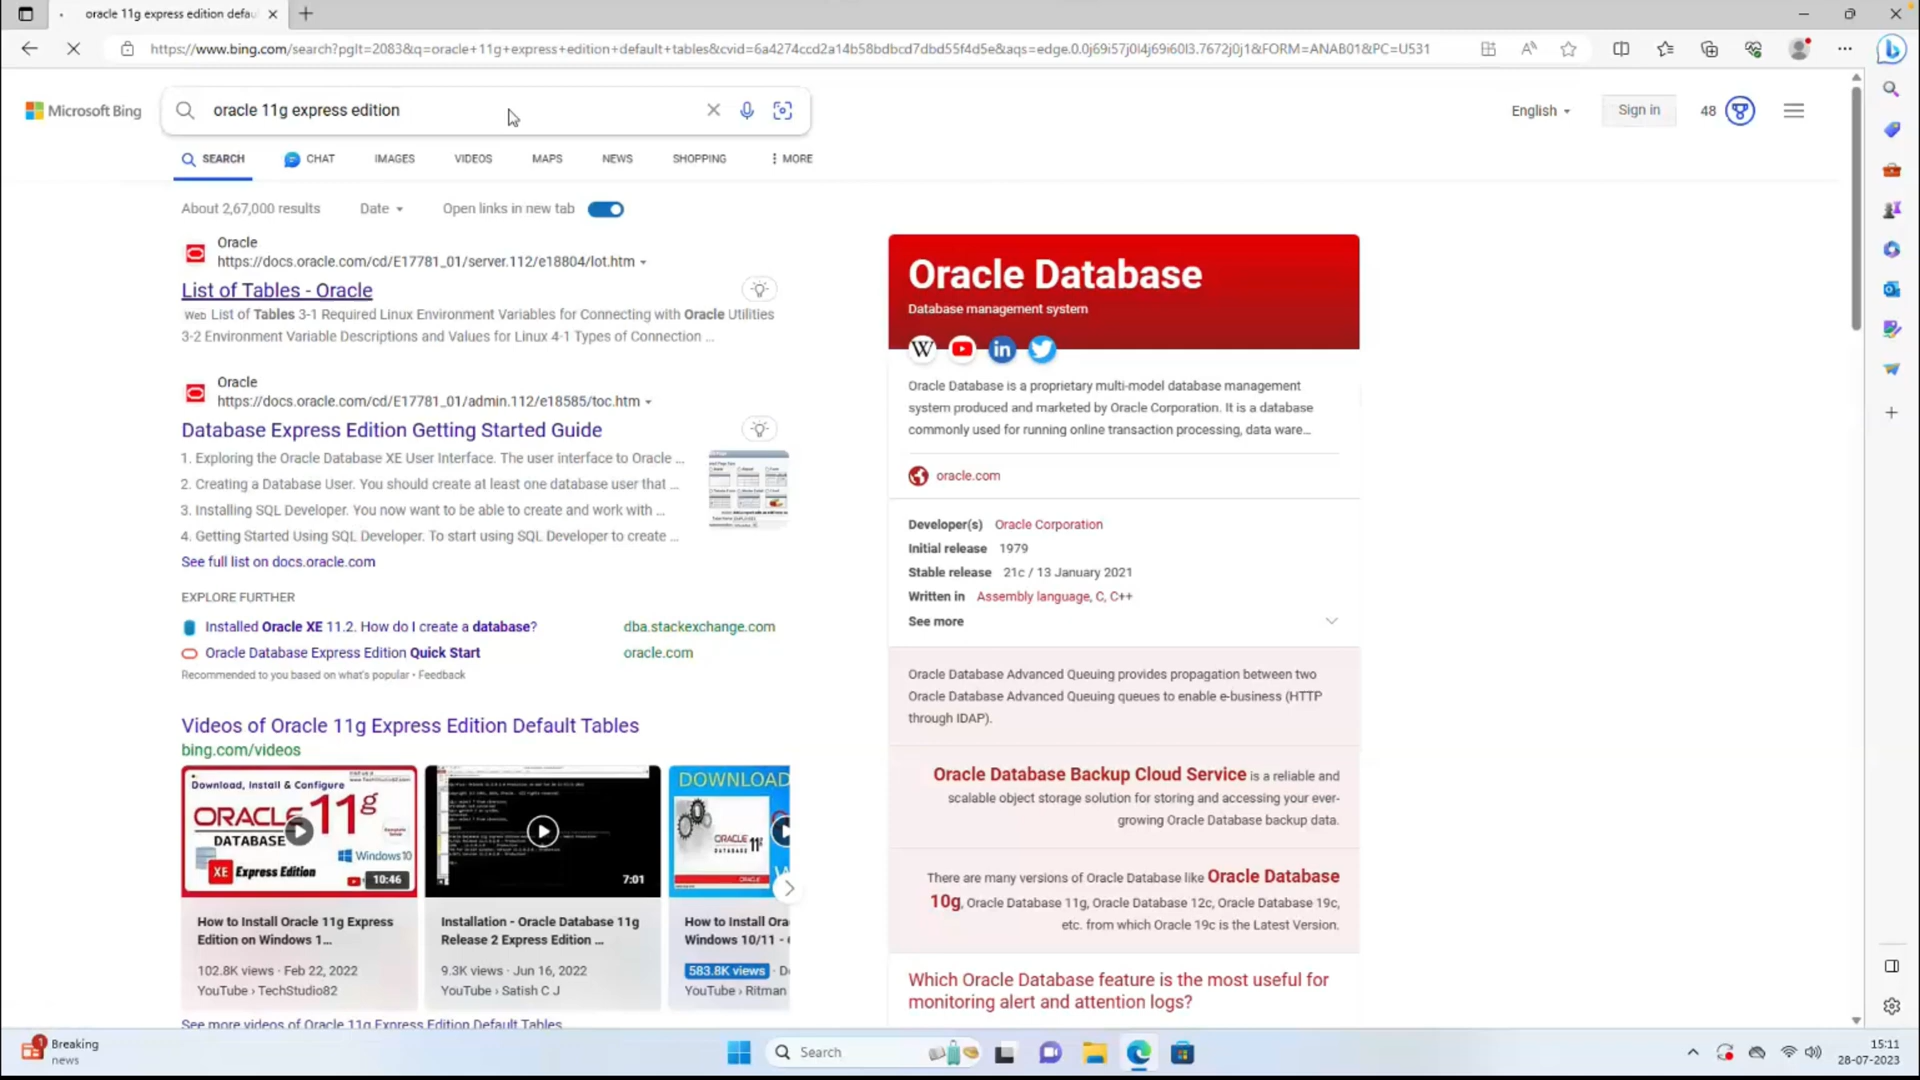 oracle 11g express edition defau
https://www.bing.com/search?pglt=2083&q=oracle+11g+express+edition+default+tables&cvid=6a4274ccd2a14b58bdbcd7dbd55f4d5e&aqs=edge.0.0j69i57j0l4j69i60l3.7672j0j1&FORM=ANAB01&PC=U531
Microsoft Bing
oracle 11g express edition
English
Sign in
48
SEARCH
CHAT
IMAGES
VIDEOS
MAPS
NEWS
SHOPPING
MORE
About 2,67,000 results
Date
Open links in new tab
Oracle
https://docs.oracle.com/cd/E17781_01/server.112/e18804/lot.htm
List of Tables - Oracle
Web List of Tables 3-1 Required Linux Environment Variables for Connecting with Oracle Utilities
3-2 Environment Variable Descriptions and Values for Linux 4-1 Types of Connection ...
Oracle
https://docs.oracle.com/cd/E17781_01/admin.112/e18585/toc.htm
Database Express Edition Getting Started Guide
1. Exploring the Oracle Database XE User Interface. The user interface to Oracle ...
2. Creating a Database User. You should create at least one database user that ...
3. Installing SQL Developer. You now want to be able to create and work with ...
4. Getting Started Using SQL Developer. To start using SQL Developer to create ...
See full list on docs.oracle.com
EXPLORE FURTHER
Installed Oracle XE 11.2. How do I create a database?
dba.stackexchange.com
Oracle Database Express Edition Quick Start
oracle.com
Recommended to you based on what's popular • Feedback
Videos of Oracle 11g Express Edition Default Tables
bing.com/videos
Download, Install & Configure
ORACLE 11g
DATABASE
Windows10
XE Express Edition
10:46
How to Install Oracle 11g Express
Edition on Windows 1...
102.8K views · Feb 22, 2022
YouTube › TechStudio82
7:01
Installation - Oracle Database 11g
Release 2 Express Edition ...
9.3K views · Jun 16, 2022
YouTube › Satish C J
DOWNLOAD
ORACLE 11g
DATABASE
How to Install Ora
Windows 10/11 -
583.8K views · D
YouTube › Ritman
See more videos of Oracle 11g Express Edition Default Tables
Oracle Database
Database management system
W
in
Oracle Database is a proprietary multi-model database management
system produced and marketed by Oracle Corporation. It is a database
commonly used for running online transaction processing, data ware...
oracle.com
Developer(s) Oracle Corporation
Initial release 1979
Stable release 21c / 13 January 2021
Written in Assembly language, C, C++
See more
Oracle Database Advanced Queuing provides propagation between two
Oracle Database Advanced Queuing queues to enable e-business (HTTP
through IDAP).
Oracle Database Backup Cloud Service is a reliable and
scalable object storage solution for storing and accessing your ever-
growing Oracle Database backup data.
There are many versions of Oracle Database like Oracle Database
10g, Oracle Database 11g, Oracle Database 12c, Oracle Database 19c,
etc. from which Oracle 19c is the Latest Version.
Which Oracle Database feature is the most useful for
monitoring alert and attention logs?
1
Breaking
news
Search
15:11
28-07-2023